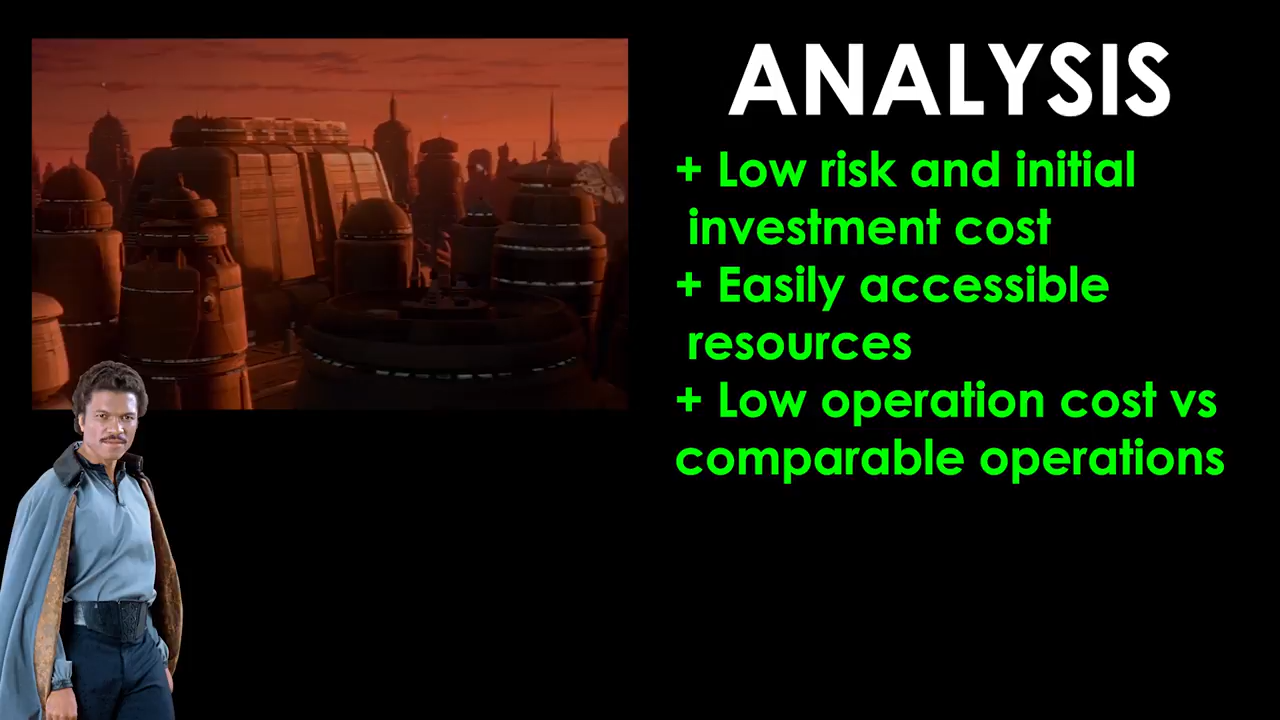 ANALYSIS
+ Low risk and initial
investment cost
+ Easily accessible
resources
+ Low operation cost vs
comparable operations